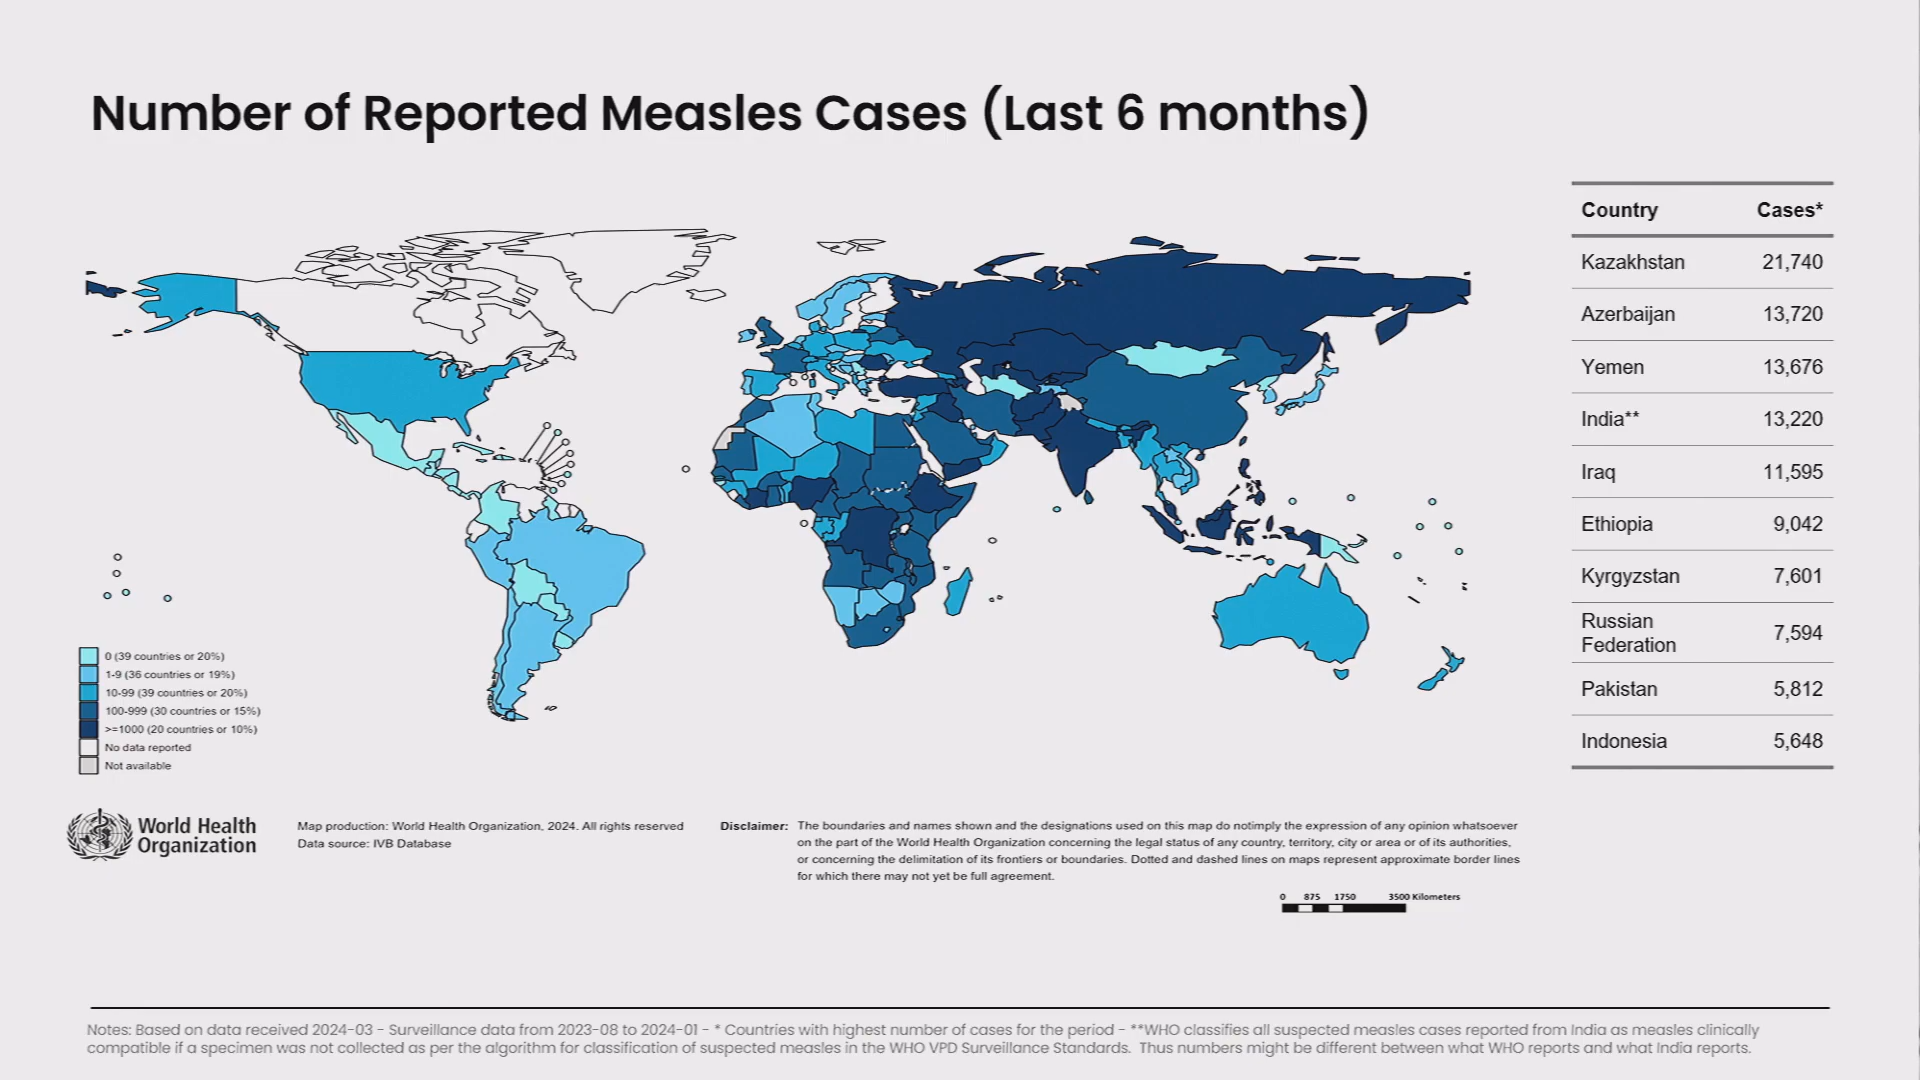 Number of Reported Measles Cases (Last 6 months)
Country Cases*
Kazakhstan 21,740
Azerbaijan 13,720
Yemen 13,676
India** 13,220
Iraq 11,595
Ethiopia 9,042
Kyrgyzstan 7,601
Russian
Federation 7,594
Pakistan 5,812
Indonesia 5,648
0 (39 countries or 20%)
1-9 (36 countries or 19%)
10-99 (39 countries or 20%)
100-999 (30 countries or 15%)
>=1000 (20 countries or 10%)
No data reported
Not available
World Health
Organization
Map production: World Health Organization, 2024. All rights reserved
Data source: IVB Database
Disclaimer: The boundaries and names shown and the designations used on this map do notimply the expression of any opinion whatsoever
on the part of the World Health Organization concerning the legal status of any country, territory, city or area or of its authorities,
or concerning the delimitation of its frontiers or boundaries. Dotted and dashed lines on maps represent approximate border lines
for which there may not yet be full agreement.
0 875 1750 3500 Kilometers
Notes: Based on data received 2024-03 - Surveillance data from 2023-08 to 2024-01 - * Countries with highest number of cases for the period - **WHO classifies all suspected measles cases reported from India as measles clinically
compatible if a specimen was not collected as per the algorithm for classification of suspected measles in the WHO VPD Surveillance Standards. Thus numbers might be different between what WHO reports and what India reports.